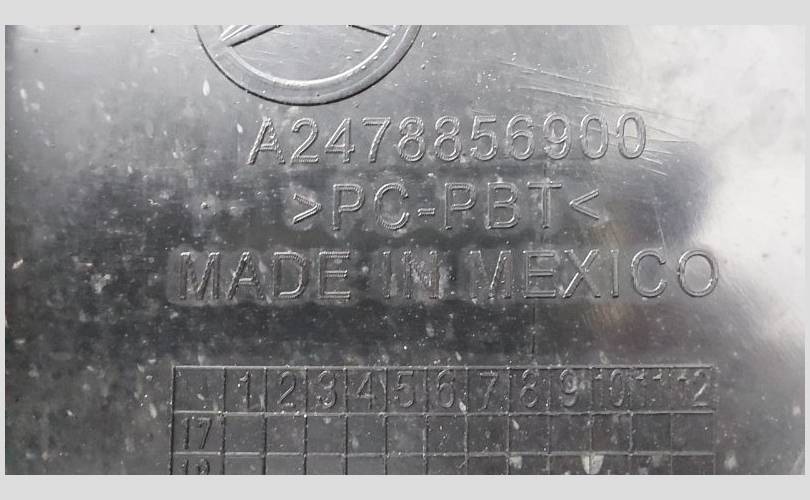 A2478856900
>PC-PBT<
MADE IN MEXICO
1 2 3 4 5 6 7 8 9 10 11 12
17
18